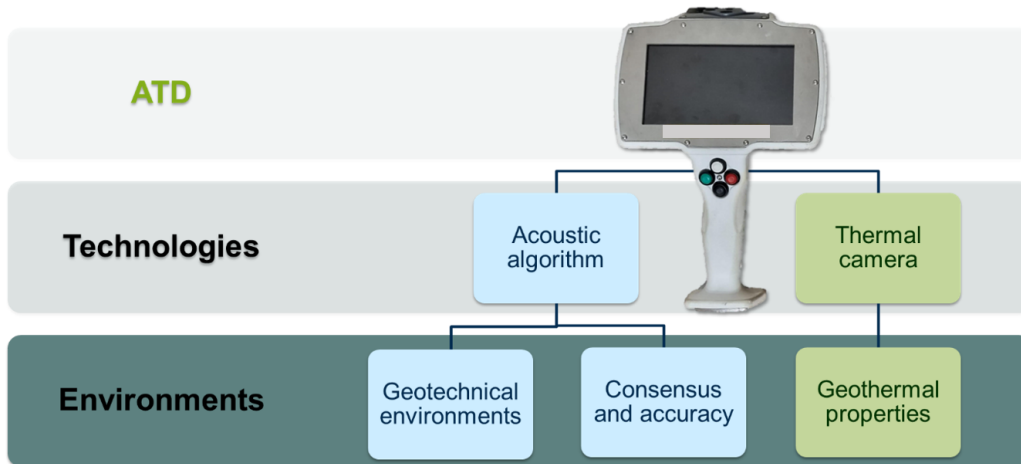 ATD
Technologies
Acoustic
algorithm
Thermal
camera
Environments
Geotechnical
environments
Consensus
and accuracy
Geothermal
properties